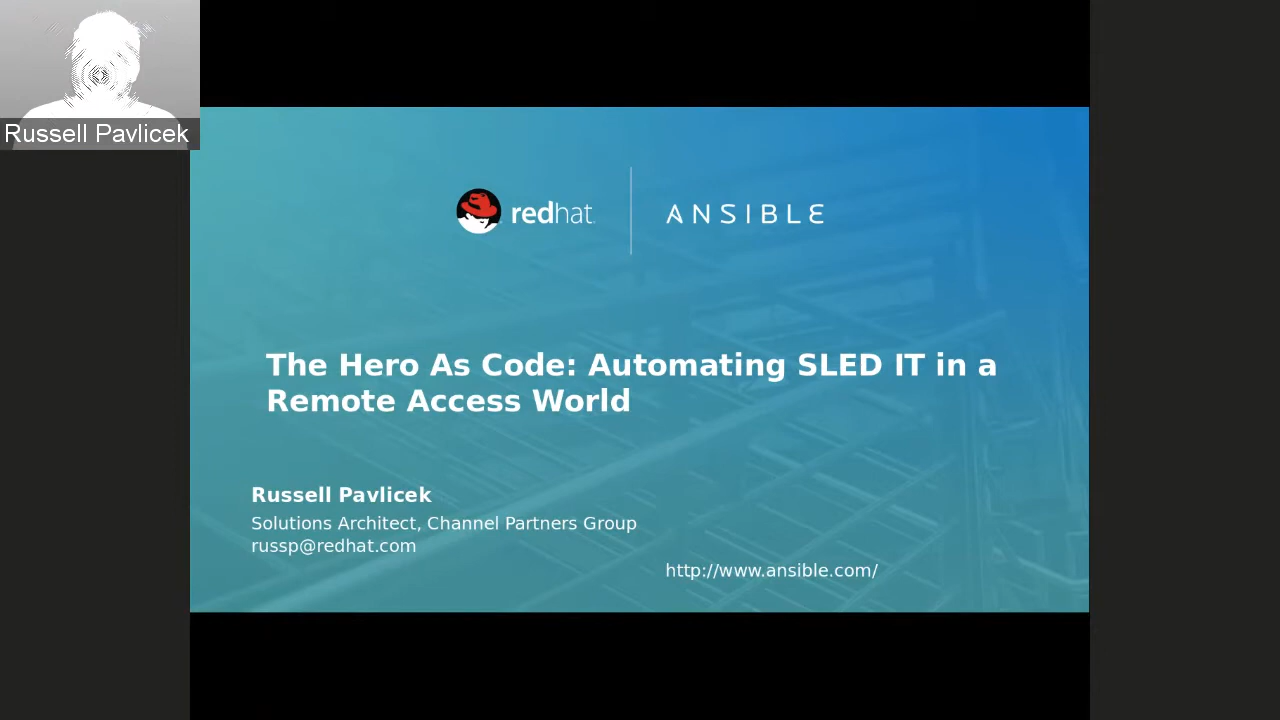 Russell Pavlicek
redhat.
ANSIBLE
The Hero As Code: Automating SLED IT in a
Remote Access World
Russell Pavlicek
Solutions Architect, Channel Partners Group
russp@redhat.com
http://www.ansible.com/